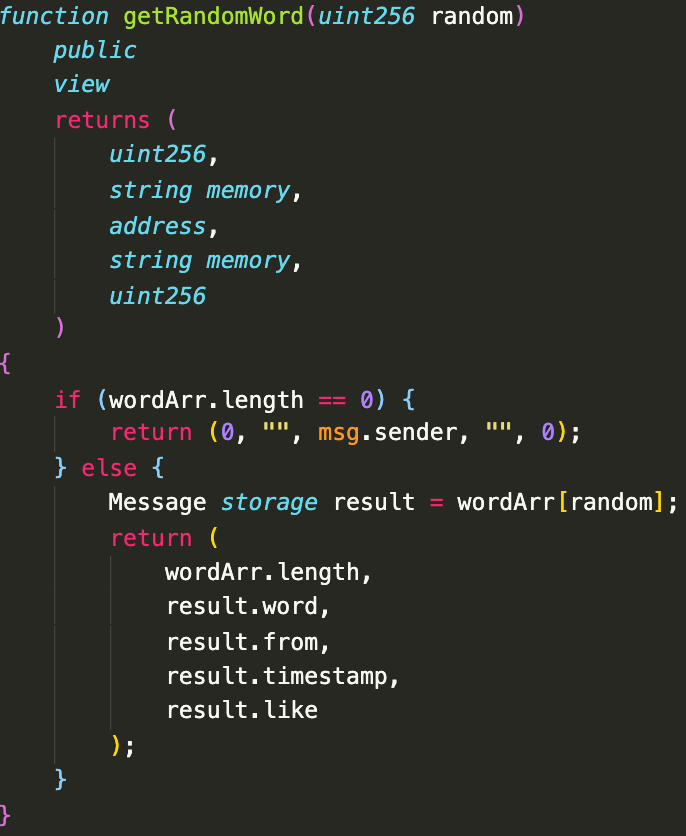 function getRandomWord(uint256 random)
    public
    view
    returns (
        uint256,
        string memory,
        address,
        string memory,
        uint256
    )
{
    if (wordArr.length == 0) {
        return (0, "", msg.sender, "", 0);
    } else {
        Message storage result = wordArr[random];
        return (
            wordArr.length,
            result.word,
            result.from,
            result.timestamp,
            result.like
        );
    }
}